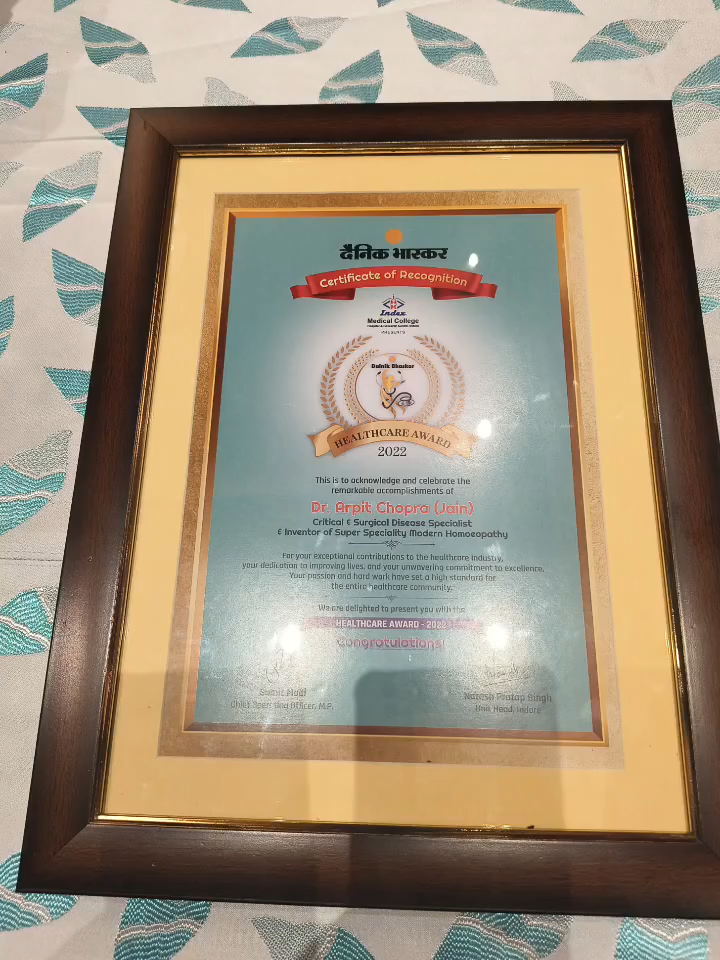 दैनिक भास्कर
Certificate of Recognition
Index
Medical College
PRESENTS
Dainik Bhaskar
HEALTHCARE AWARD
2022
This is to acknowledge and celebrate the
remarkable accomplishments of
Dr. Arpit Chopra (Jain)
Critical & Surgical Disease Specialist
& Inventor of Super Speciality Modern Homoeopathy
For your exceptional contributions to the healthcare industry,
your dedication to improving lives, and your unwavering commitment to excellence.
Your passion and hard work have set a high standard for
the entire healthcare community.
We are delighted to present you with the
HEALTHCARE AWARD - 2022
Congratulations!
Modi
Chief Operating Officer, M.P.
Naresh Pratap Singh
Unit Head, Indore